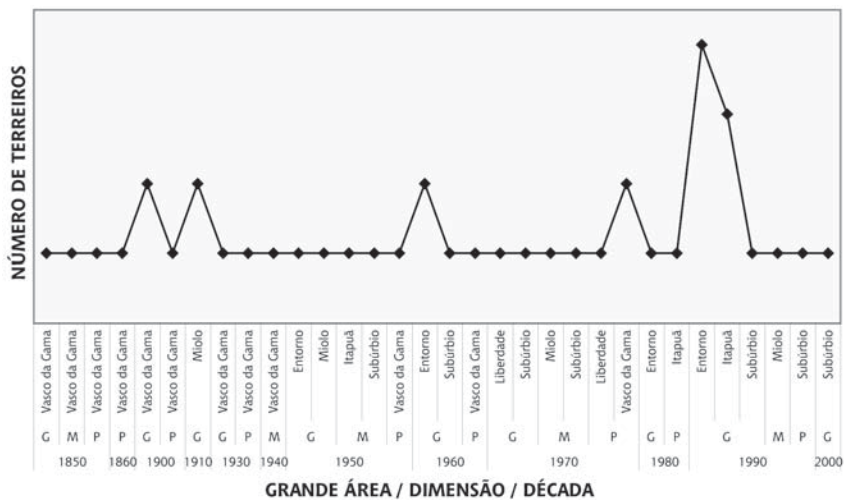 NÚMERO DE TERREIROS
Vasco da Gama
Vasco da Gama
Vasco da Gama
Vasco da Gama
Vasco da Gama
Vasco da Gama
Miolo
Vasco da Gama
Vasco da Gama
Vasco da Gama
Entorno
Miolo
Itapuã
Subúrbio
Vasco da Gama
Entorno
Subúrbio
Vasco da Gama
Liberdade
Subúrbio
Miolo
Subúrbio
Liberdade
Vasco da Gama
Entorno
Itapuã
Entorno
Itapuã
Subúrbio
Miolo
Subúrbio
Subúrbio
G M P P G P G G P M G M P G P G M P G P G M P G
1850 1860 1900 1910 1930 1940 1950 1960 1970 1980 1990 2000
GRANDE ÁREA / DIMENSÃO / DÉCADA